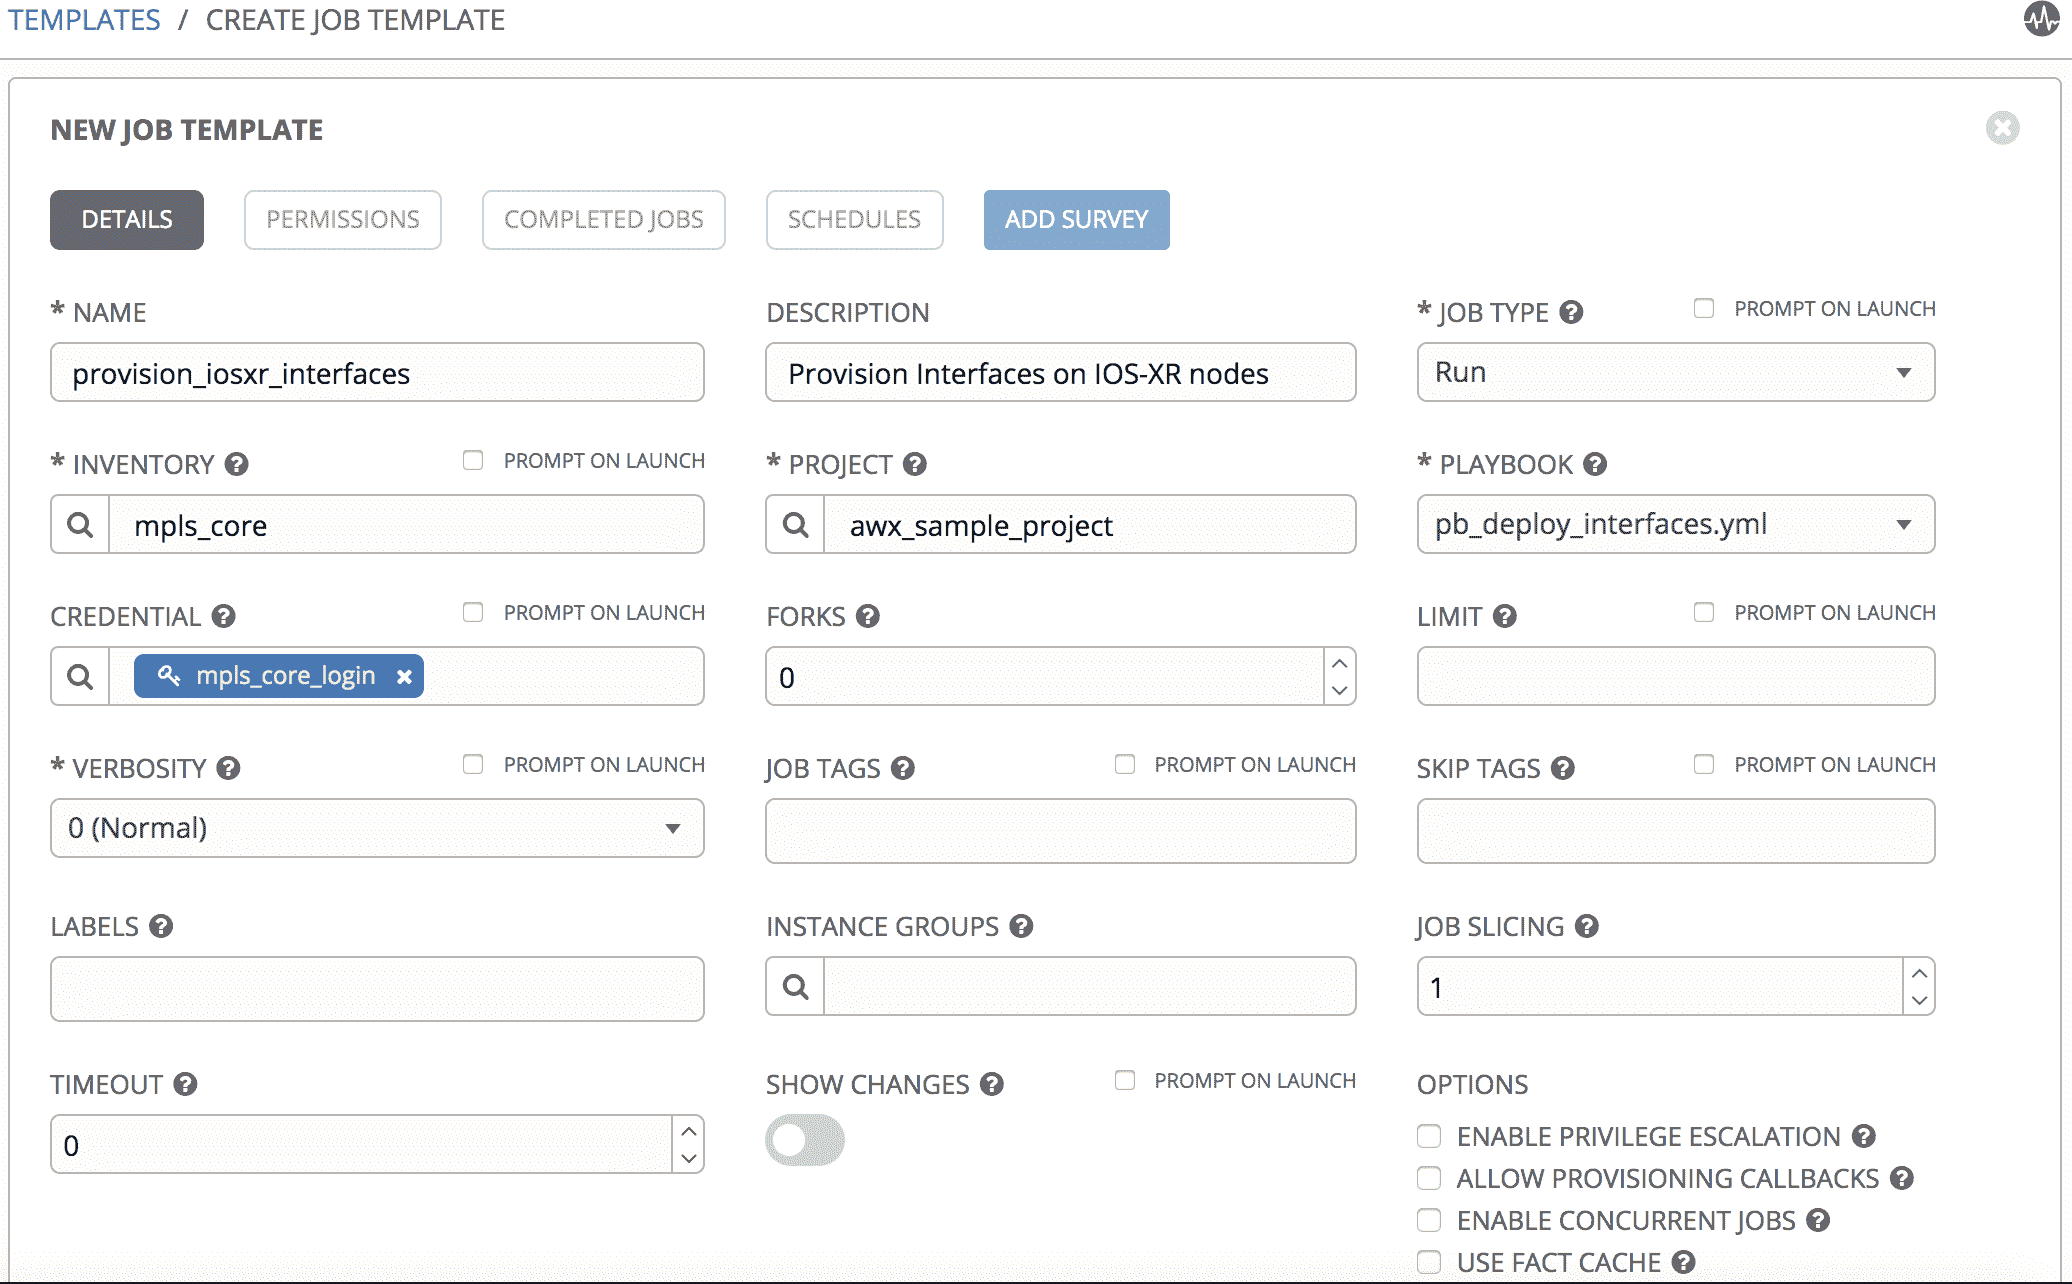 TEMPLATES / CREATE JOB TEMPLATE
NEW JOB TEMPLATE
DETAILS PERMISSIONS COMPLETED JOBS SCHEDULES ADD SURVEY
* NAME DESCRIPTION * JOB TYPE ? PROMPT ON LAUNCH
provision_iosxr_interfaces Provision Interfaces on IOS-XR nodes Run
* INVENTORY ? PROMPT ON LAUNCH * PROJECT ? * PLAYBOOK ?
mpls_core awx_sample_project pb_deploy_interfaces.yml
CREDENTIAL ? PROMPT ON LAUNCH FORKS ? LIMIT ? PROMPT ON LAUNCH
mpls_core_login 0
* VERBOSITY ? PROMPT ON LAUNCH JOB TAGS ? PROMPT ON LAUNCH SKIP TAGS ? PROMPT ON LAUNCH
0 (Normal)
LABELS ? INSTANCE GROUPS ? JOB SLICING ?
1
TIMEOUT ? SHOW CHANGES ? PROMPT ON LAUNCH OPTIONS
0
ENABLE PRIVILEGE ESCALATION ?
ALLOW PROVISIONING CALLBACKS ?
ENABLE CONCURRENT JOBS ?
USE FACT CACHE ?